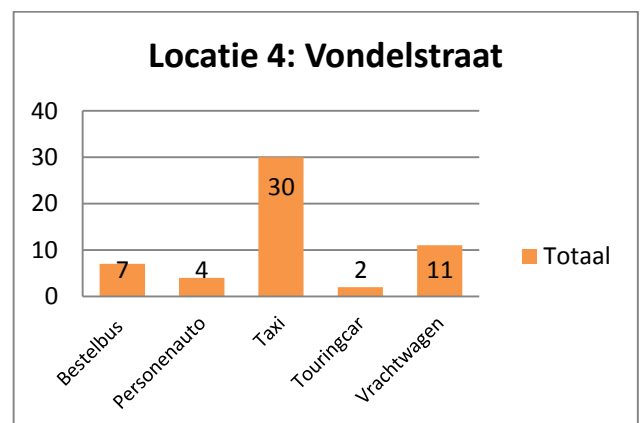 Locatie 4: Vondelstraat
40
30
20
10
0
7
4
30
2
11
Bestelbus
Personenauto
Taxi
Touringcar
Vrachtwagen
Totaal